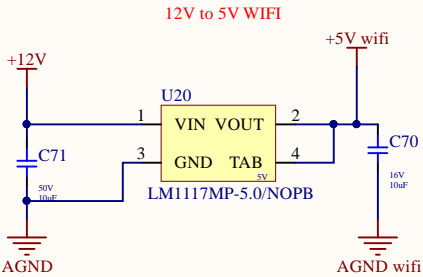 12V to 5V WIFI
+5V wifi
+12V
U20
1 VIN VOUT 2
C71
C70
3 GND TAB 4
5V
50V
10uF
16V
10uF
LM1117MP-5.0/NOPB
AGND
AGND wifi